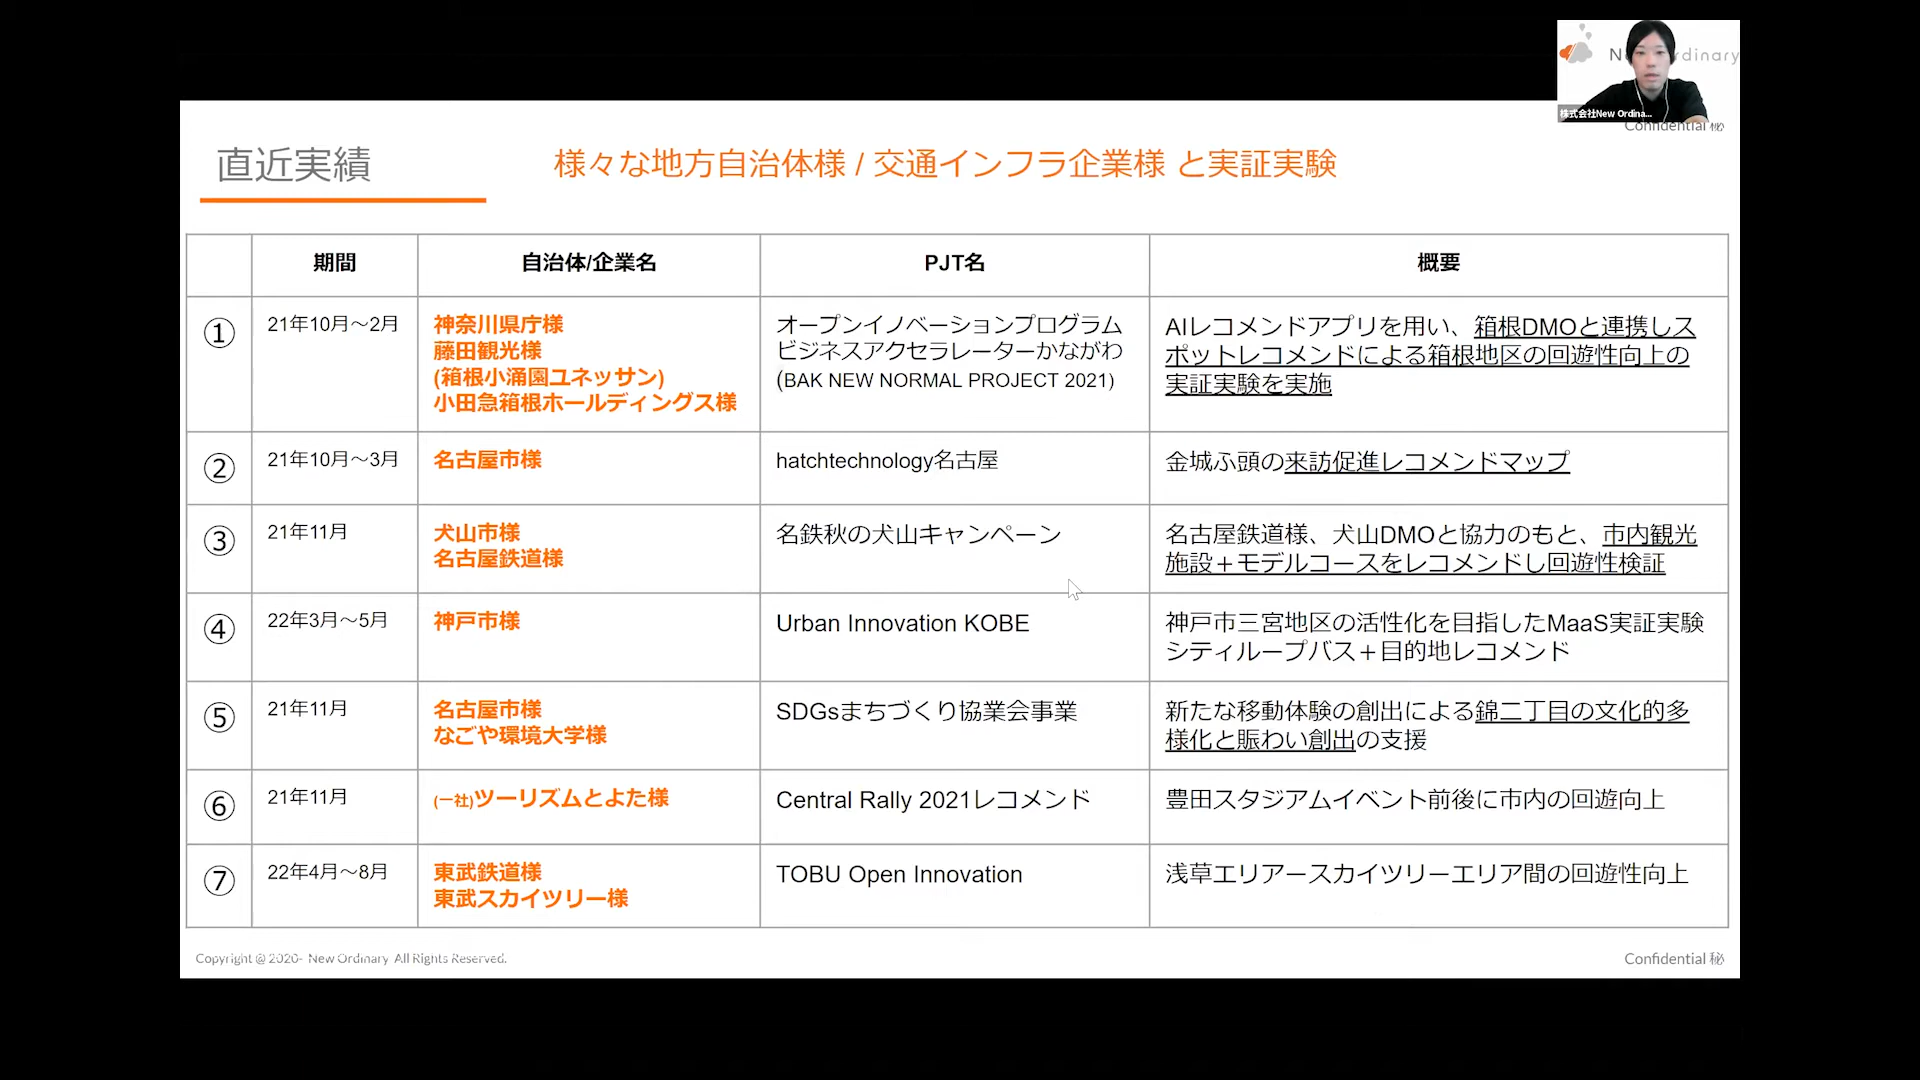 株式会社New Ordina...
Confidential 秘
直近実績
様々な地方自治体様 / 交通インフラ企業様 と実証実験
期間
自治体/企業名
PJT名
概要
①
21年10月～2月
神奈川県庁様
藤田観光様
(箱根小涌園ユネッサン)
小田急箱根ホールディングス様
オープンイノベーションプログラム
ビジネスアクセラレーターかながわ
(BAK NEW NORMAL PROJECT 2021)
AIレコメンドアプリを用い、箱根DMOと連携しス
ポットレコメンドによる箱根地区の回遊性向上の
実証実験を実施
②
21年10月～3月
名古屋市様
hatchtechnology名古屋
金城ふ頭の来訪促進レコメンドマップ
③
21年11月
犬山市様
名古屋鉄道様
名鉄秋の犬山キャンペーン
名古屋鉄道様、犬山DMOと協力のもと、市内観光
施設＋モデルコースをレコメンドし回遊性検証
④
22年3月～5月
神戸市様
Urban Innovation KOBE
神戸市三宮地区の活性化を目指したMaaS実証実験
シティループバス＋目的地レコメンド
⑤
21年11月
名古屋市様
なごや環境大学様
SDGsまちづくり協業会事業
新たな移動体験の創出による錦二丁目の文化的多
様化と賑わい創出の支援
⑥
21年11月
(一社)ツーリズムとよた様
Central Rally 2021レコメンド
豊田スタジアムイベント前後に市内の回遊向上
⑦
22年4月～8月
東武鉄道様
東武スカイツリー様
TOBU Open Innovation
浅草エリアースカイツリーエリア間の回遊性向上
Copyright @ 2020- New Ordinary All Rights Reserved.
Confidential 秘